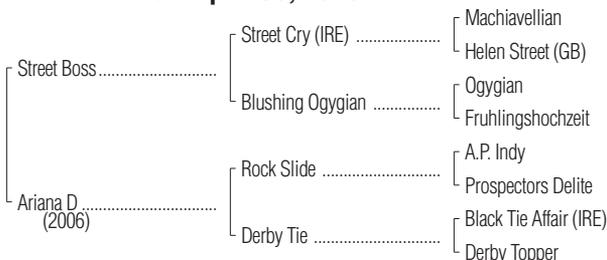 Street Boss..............................
Ariana D ..................................
(2006)
Street Cry (IRE) .....................
Blushing Ogygian .................
Rock Slide ..............................
Derby Tie ................................
Machiavellian
Helen Street (GB)
Ogygian
Fruhlingshochzeit
A.P. Indy
Prospectors Delite
Black Tie Affair (IRE)
Derby Topper